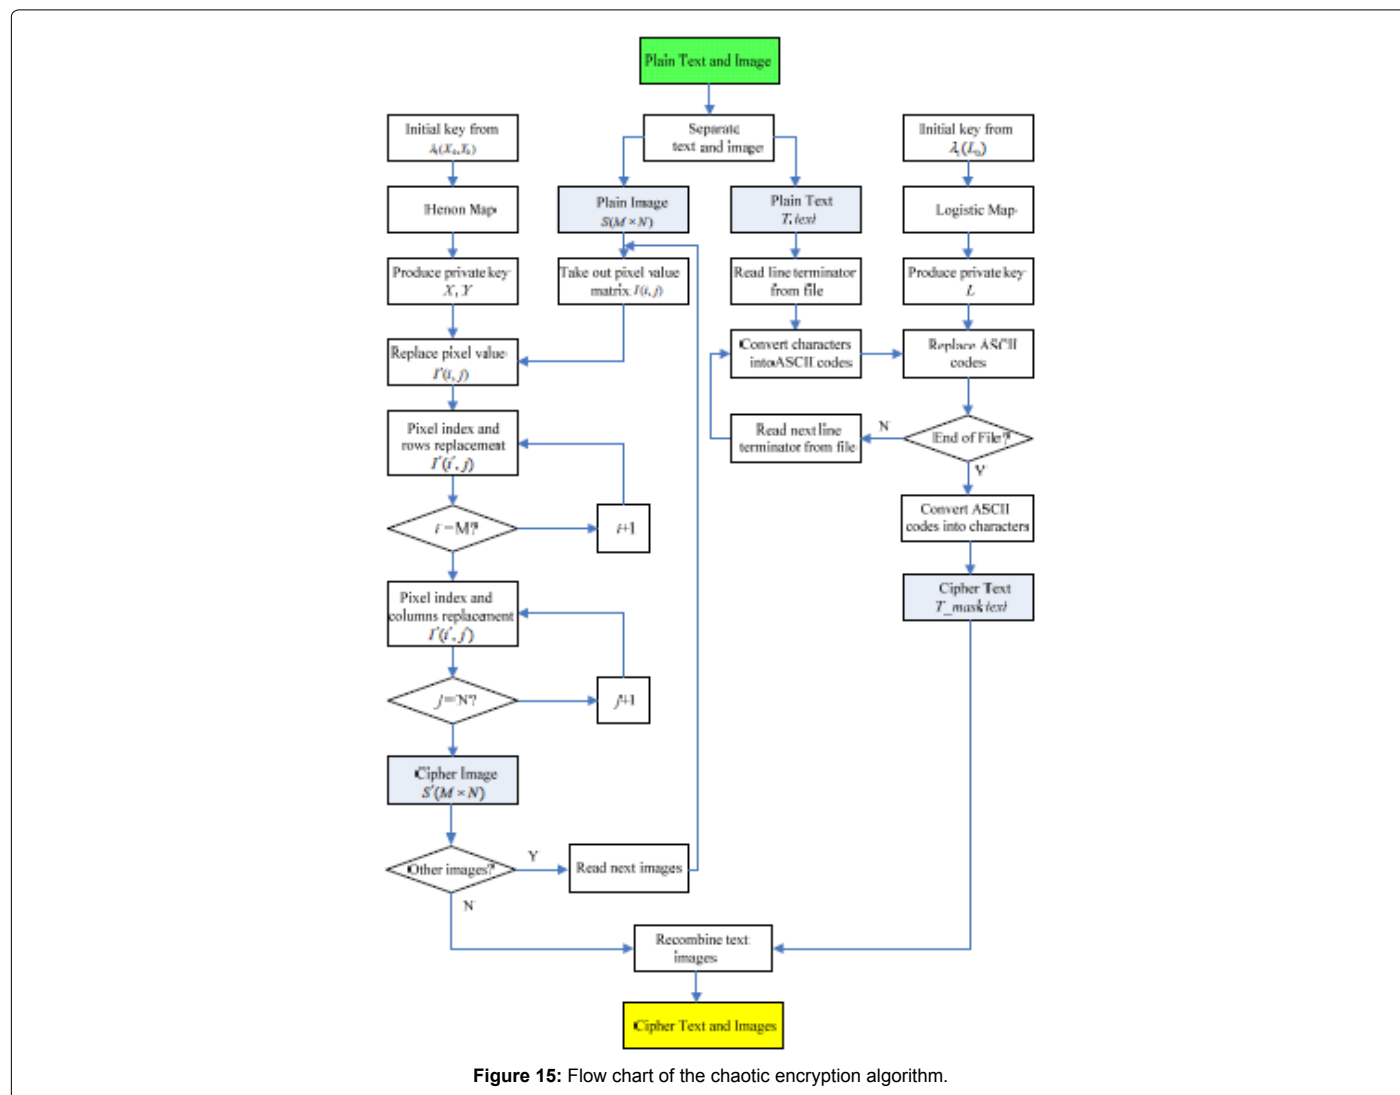 Plain Text and Image
Separate
text and image
Initial key from
λ₁(X₀,Y₀)
Initial key from
λ₁(L₀)
Henon Map
Plain Image
S(M×N)
Plain Text
T.text
Logistic Map
Produce private key
X, Y
Take out pixel value
matrix I(i, j)
Read line terminator
from file
Produce private key
L
Replace pixel value
I'(i, j)
Convert characters
into ASCII codes
Replace ASCII
codes
Pixel index and
rows replacement
I'(i', j)
Read next line
terminator from file
N
End of File?
Y
i =M?
i+1
Convert ASCII
codes into characters
Pixel index and
columns replacement
I'(i', j')
Cipher Text
T_mask.text
j =N?
j+1
Cipher Image
S'(M×N)
Other images?
Y
Read next images
N
Recombine text
images
Cipher Text and Images
Figure 15: Flow chart of the chaotic encryption algorithm.